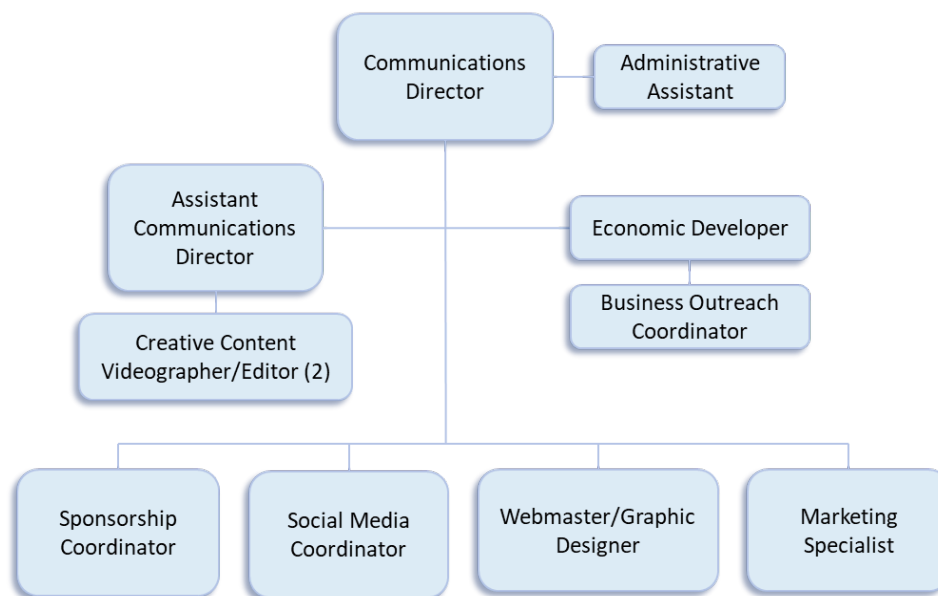 Communications
Director
Administrative
Assistant
Assistant
Communications
Director
Economic Developer
Business Outreach
Coordinator
Creative Content
Videographer/Editor (2)
Sponsorship
Coordinator
Social Media
Coordinator
Webmaster/Graphic
Designer
Marketing
Specialist